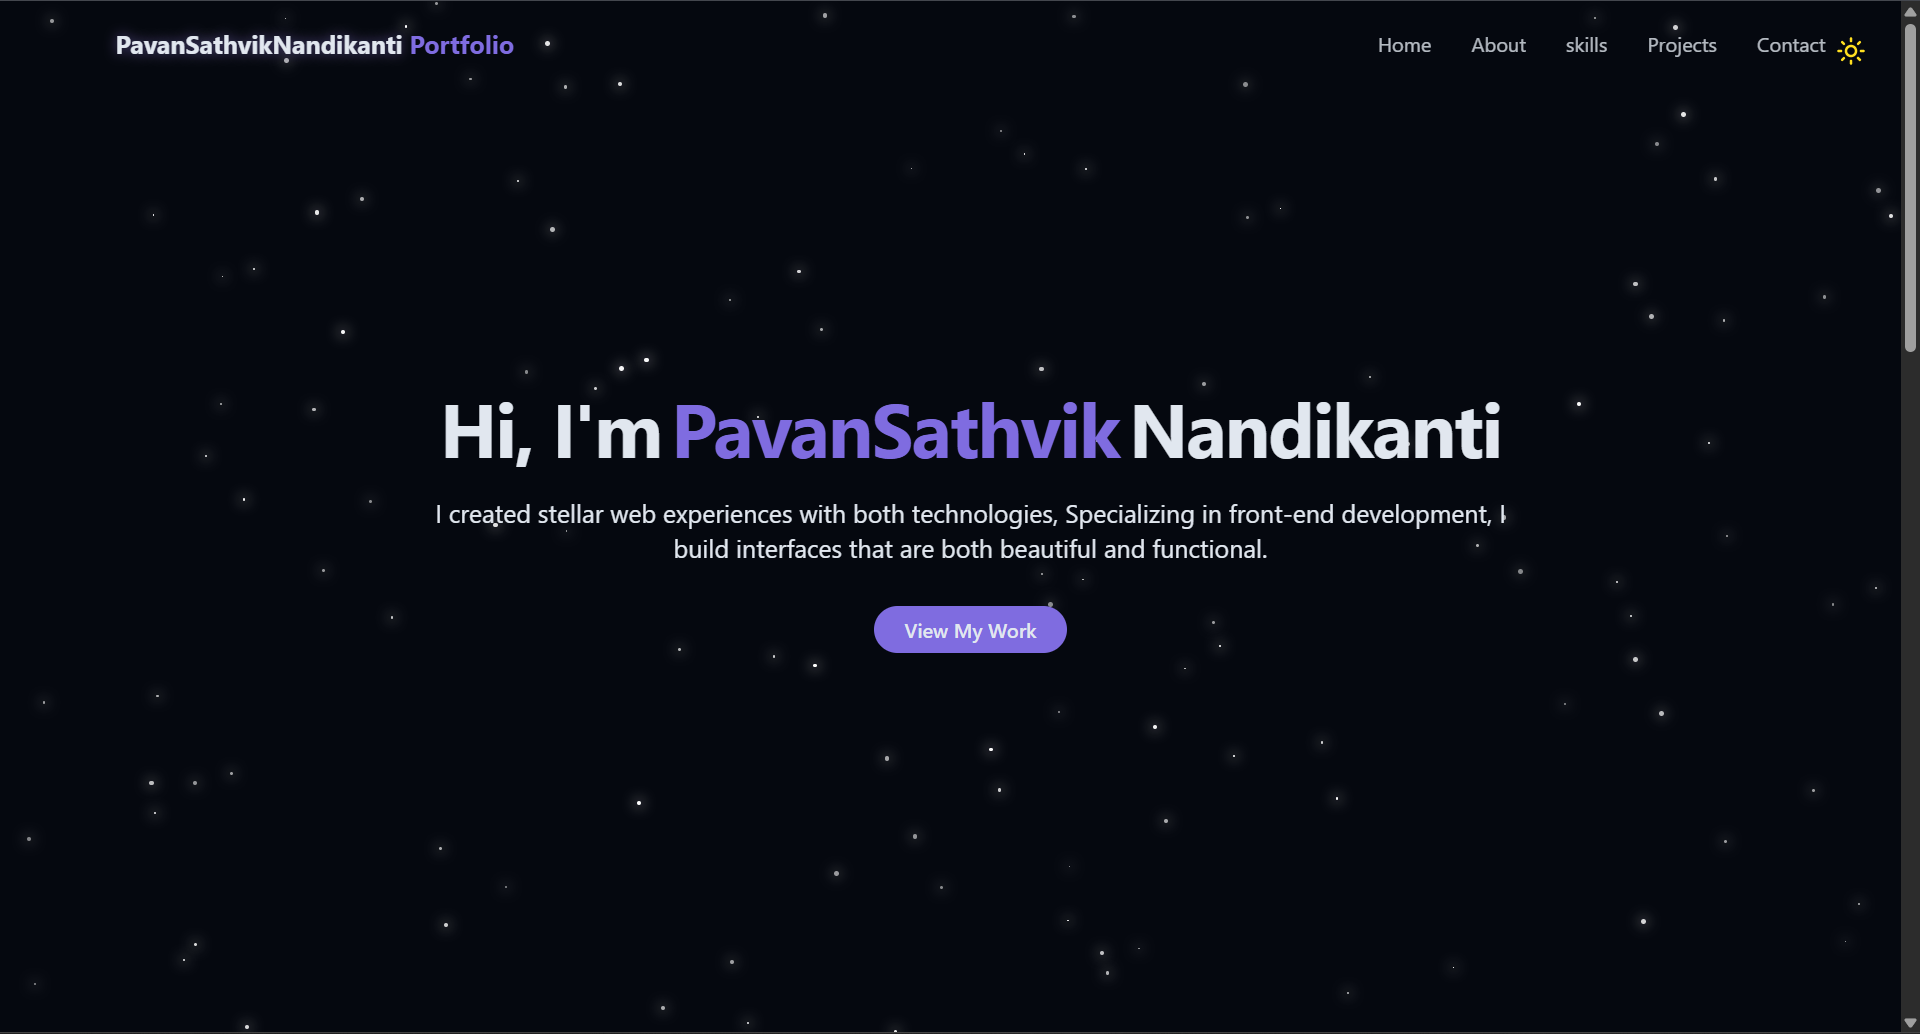 PavanSathvikNandikanti Portfolio
Home About skills Projects Contact
Hi, I'm PavanSathvik Nandikanti
I created stellar web experiences with both technologies, Specializing in front-end development, I
build interfaces that are both beautiful and functional.
View My Work